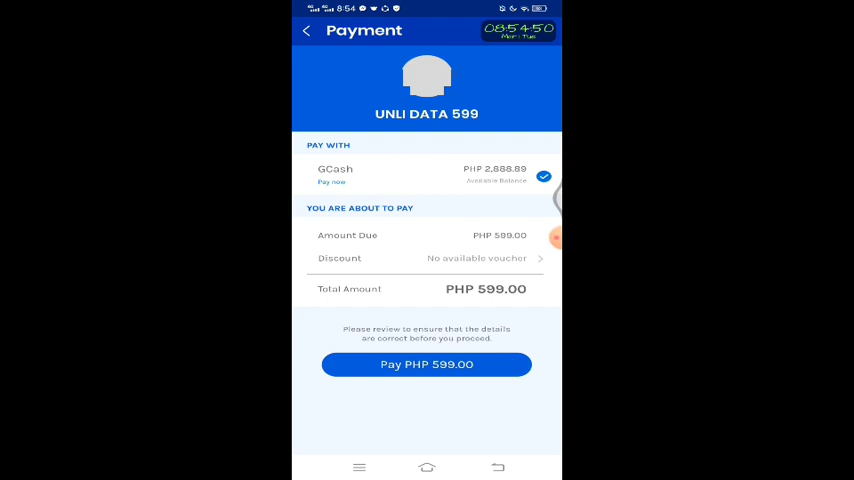 8:54
Payment
08:54:50
Mar: Tue
UNLI DATA 599
PAY WITH
GCash
PHP 2,888.89
Pay now
Available Balance
YOU ARE ABOUT TO PAY
Amount Due
PHP 599.00
Discount
No available voucher
Total Amount
PHP 599.00
Please review to ensure that the details
are correct before you proceed.
Pay PHP 599.00